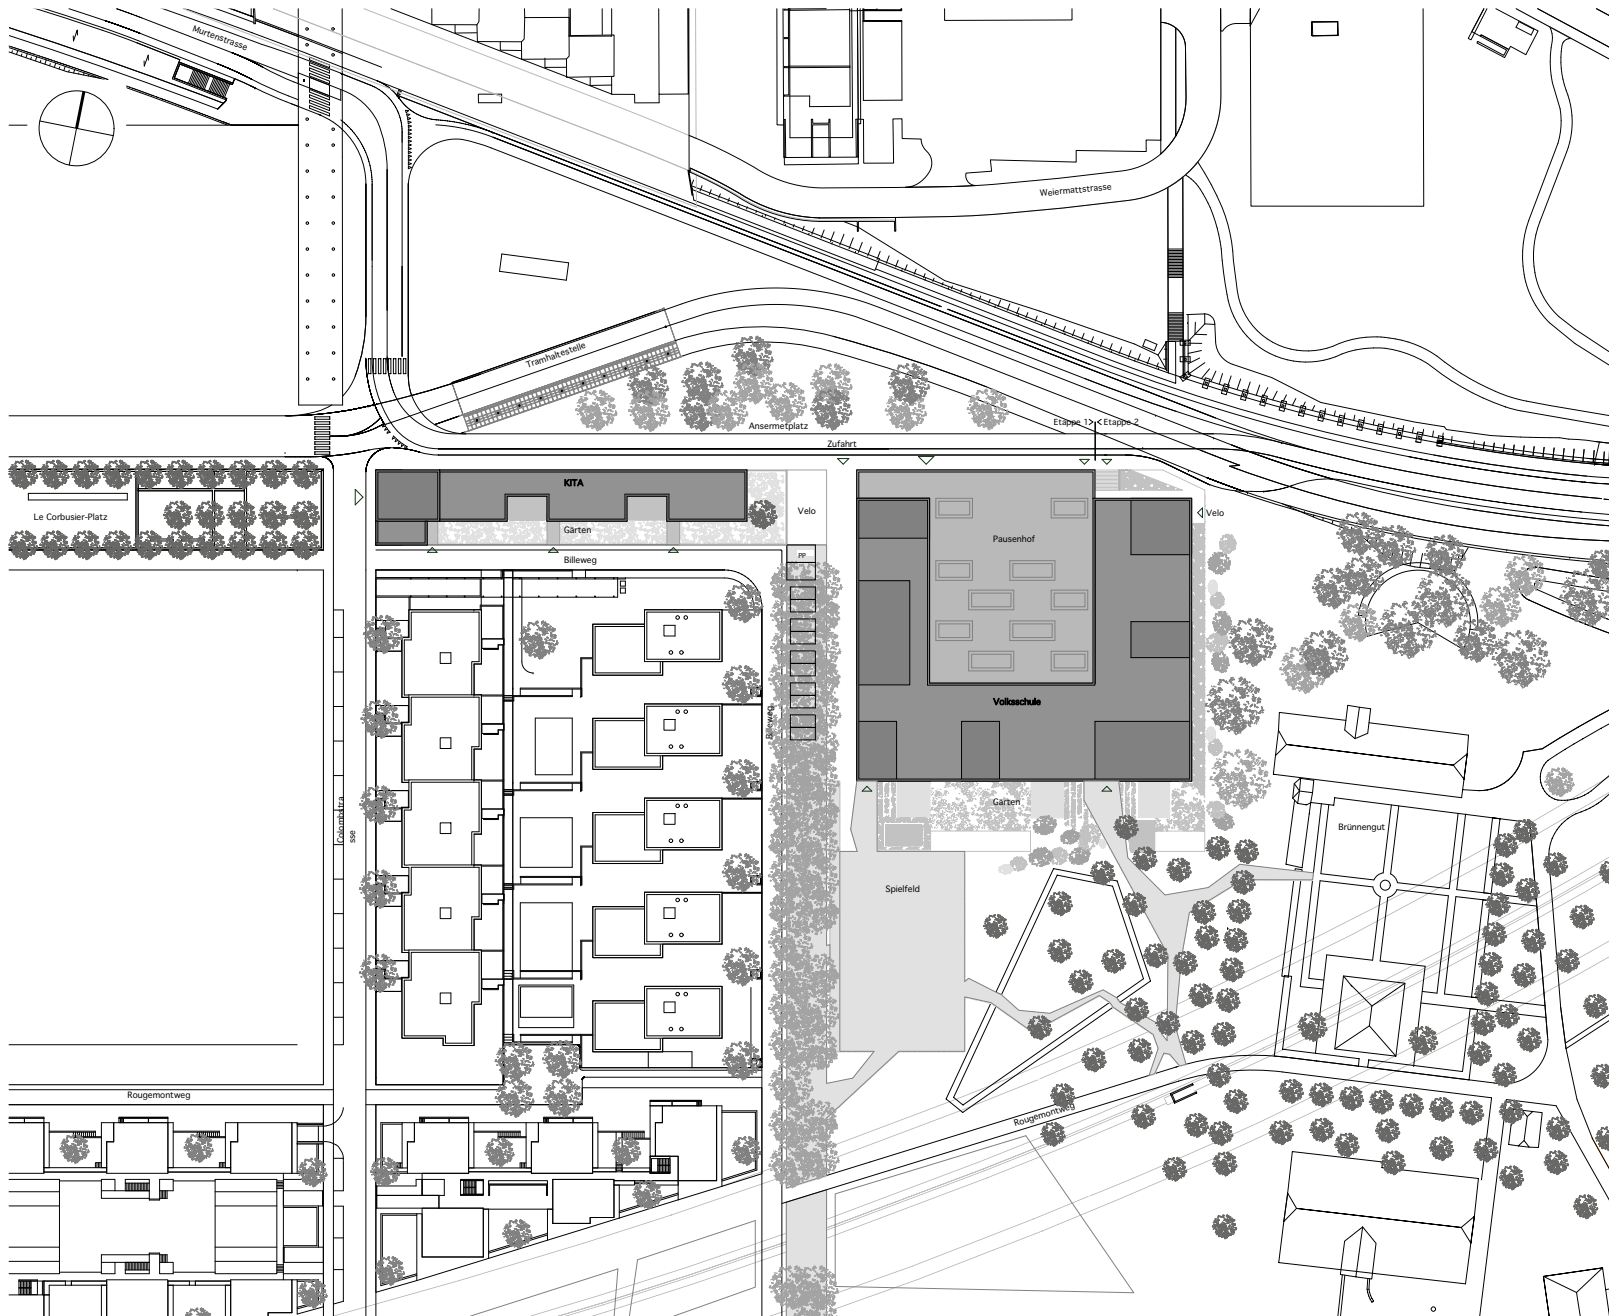 Murtenstrasse
Weiermattstrasse
Tramhaltestelle
Ansermetplatz
Etappe 1> <Etappe 2
Zufahrt
KITA
Le Corbusier-Platz
Velo
Velo
Gärten
Pausenhof
PP
Billeweg
Volksschule
Billeweg
Gärten
Colombstra
sse
Brünnengut
Spielfeld
Rougemontweg
Rougemontweg